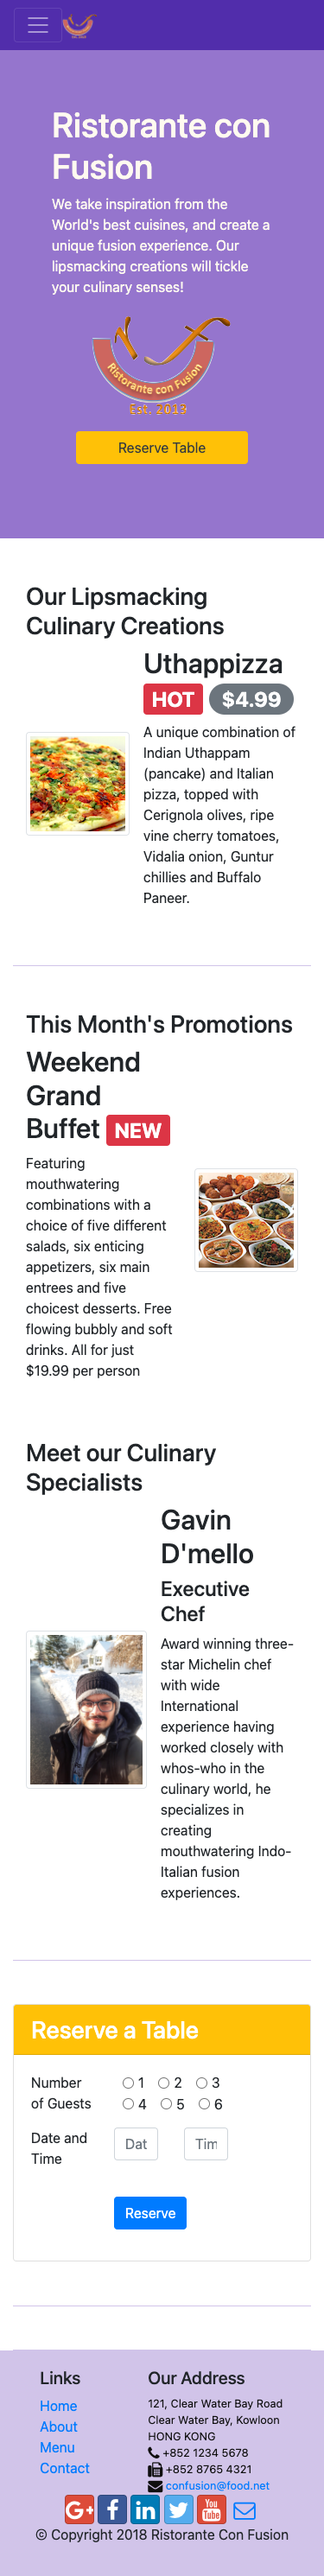 Ristorante con
Fusion
We take inspiration from the
World's best cuisines, and create a
unique fusion experience. Our
lipsmacking creations will tickle
your culinary senses!
Ristorante con Fusion
Est. 2013
Reserve Table
Our Lipsmacking
Culinary Creations
Uthappizza
HOT $4.99
A unique combination of
Indian Uthappam
(pancake) and Italian
pizza, topped with
Cerignola olives, ripe
vine cherry tomatoes,
Vidalia onion, Guntur
chillies and Buffalo
Paneer.
This Month's Promotions
Weekend
Grand
Buffet NEW
Featuring
mouthwatering
combinations with a
choice of five different
salads, six enticing
appetizers, six main
entrees and five
choicest desserts. Free
flowing bubbly and soft
drinks. All for just
$19.99 per person
Meet our Culinary
Specialists
Gavin
D'mello
Executive
Chef
Award winning three-
star Michelin chef
with wide
International
experience having
worked closely with
whos-who in the
culinary world, he
specializes in
creating
mouthwatering Indo-
Italian fusion
experiences.
Reserve a Table
Number
of Guests
1 2 3
4 5 6
Date and
Time
Dat
Tim
Reserve
Links
Home
About
Menu
Contact
Our Address
121, Clear Water Bay Road
Clear Water Bay, Kowloon
HONG KONG
+852 1234 5678
+852 8765 4321
confusion@food.net
G+ f in You Tube
© Copyright 2018 Ristorante Con Fusion